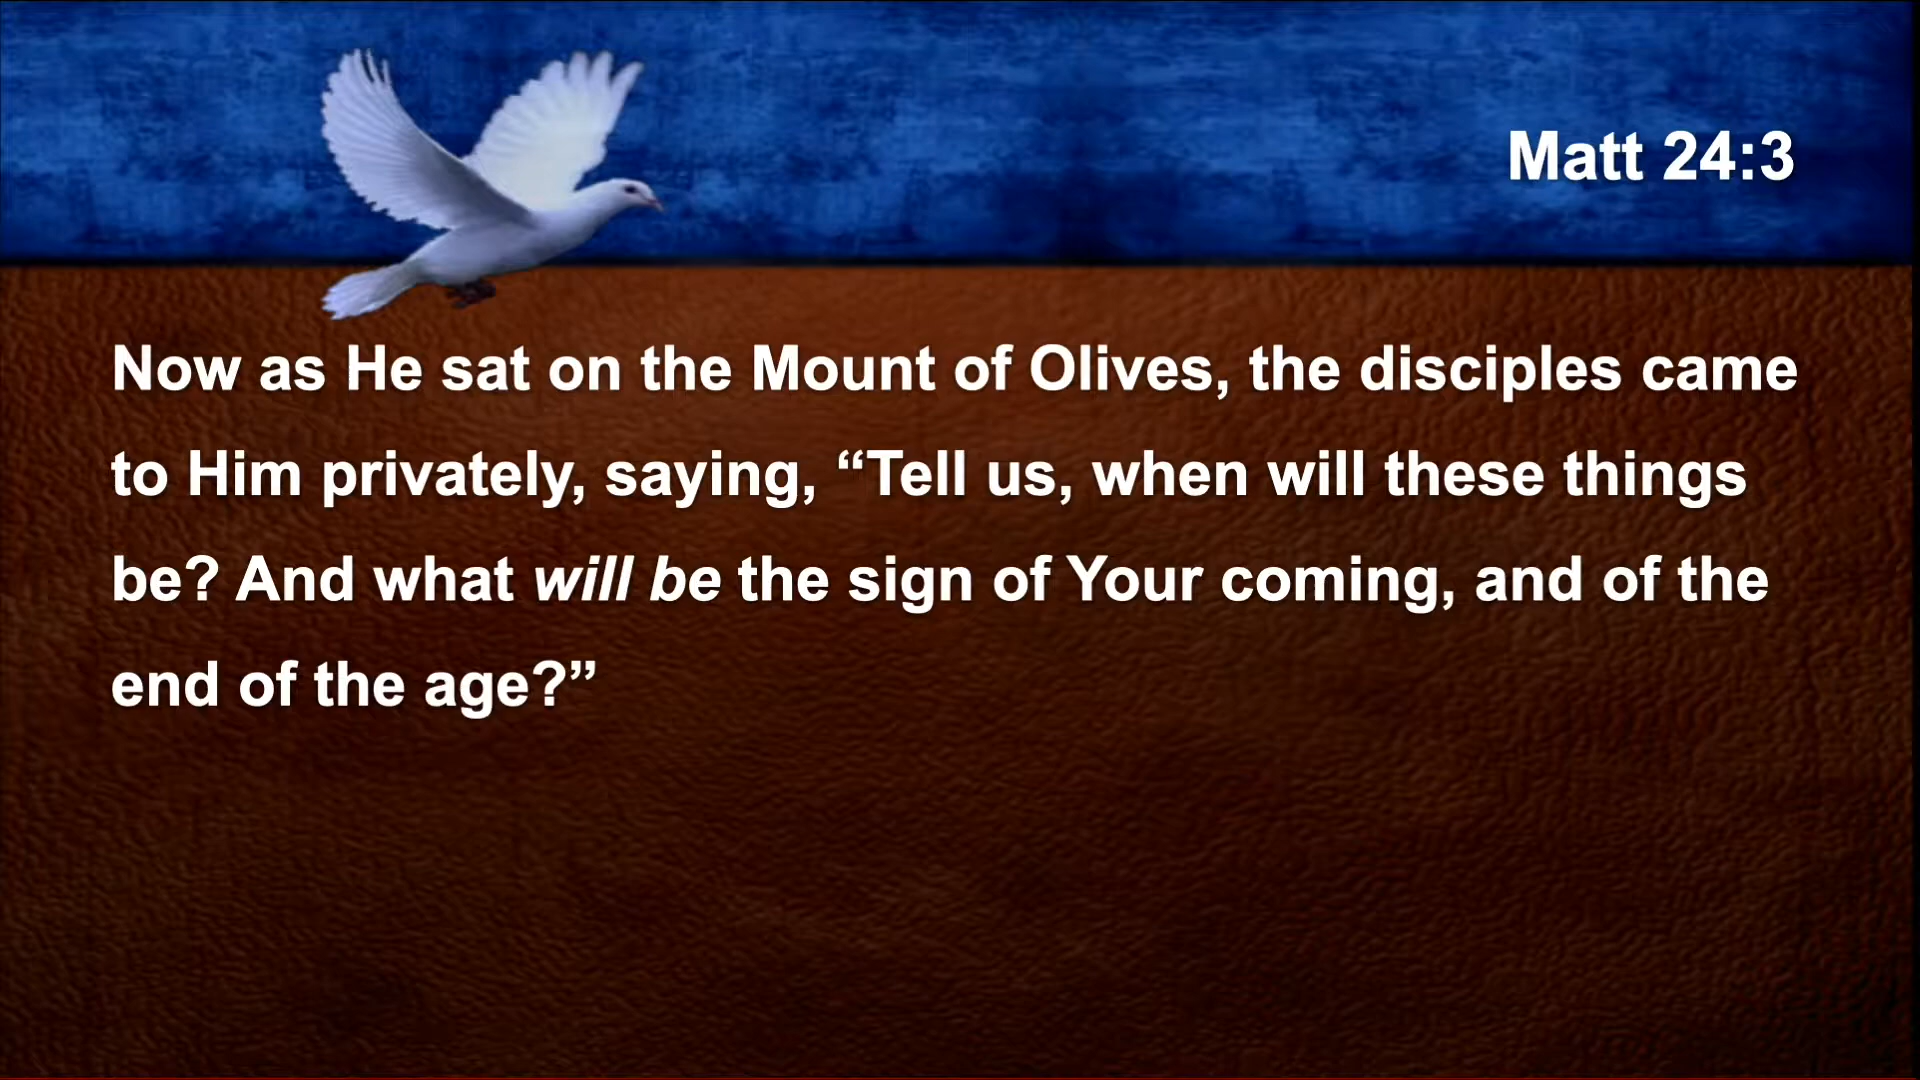 Matt 24:3
Now as He sat on the Mount of Olives, the disciples came
to Him privately, saying, “Tell us, when will these things
be? And what will be the sign of Your coming, and of the
end of the age?”